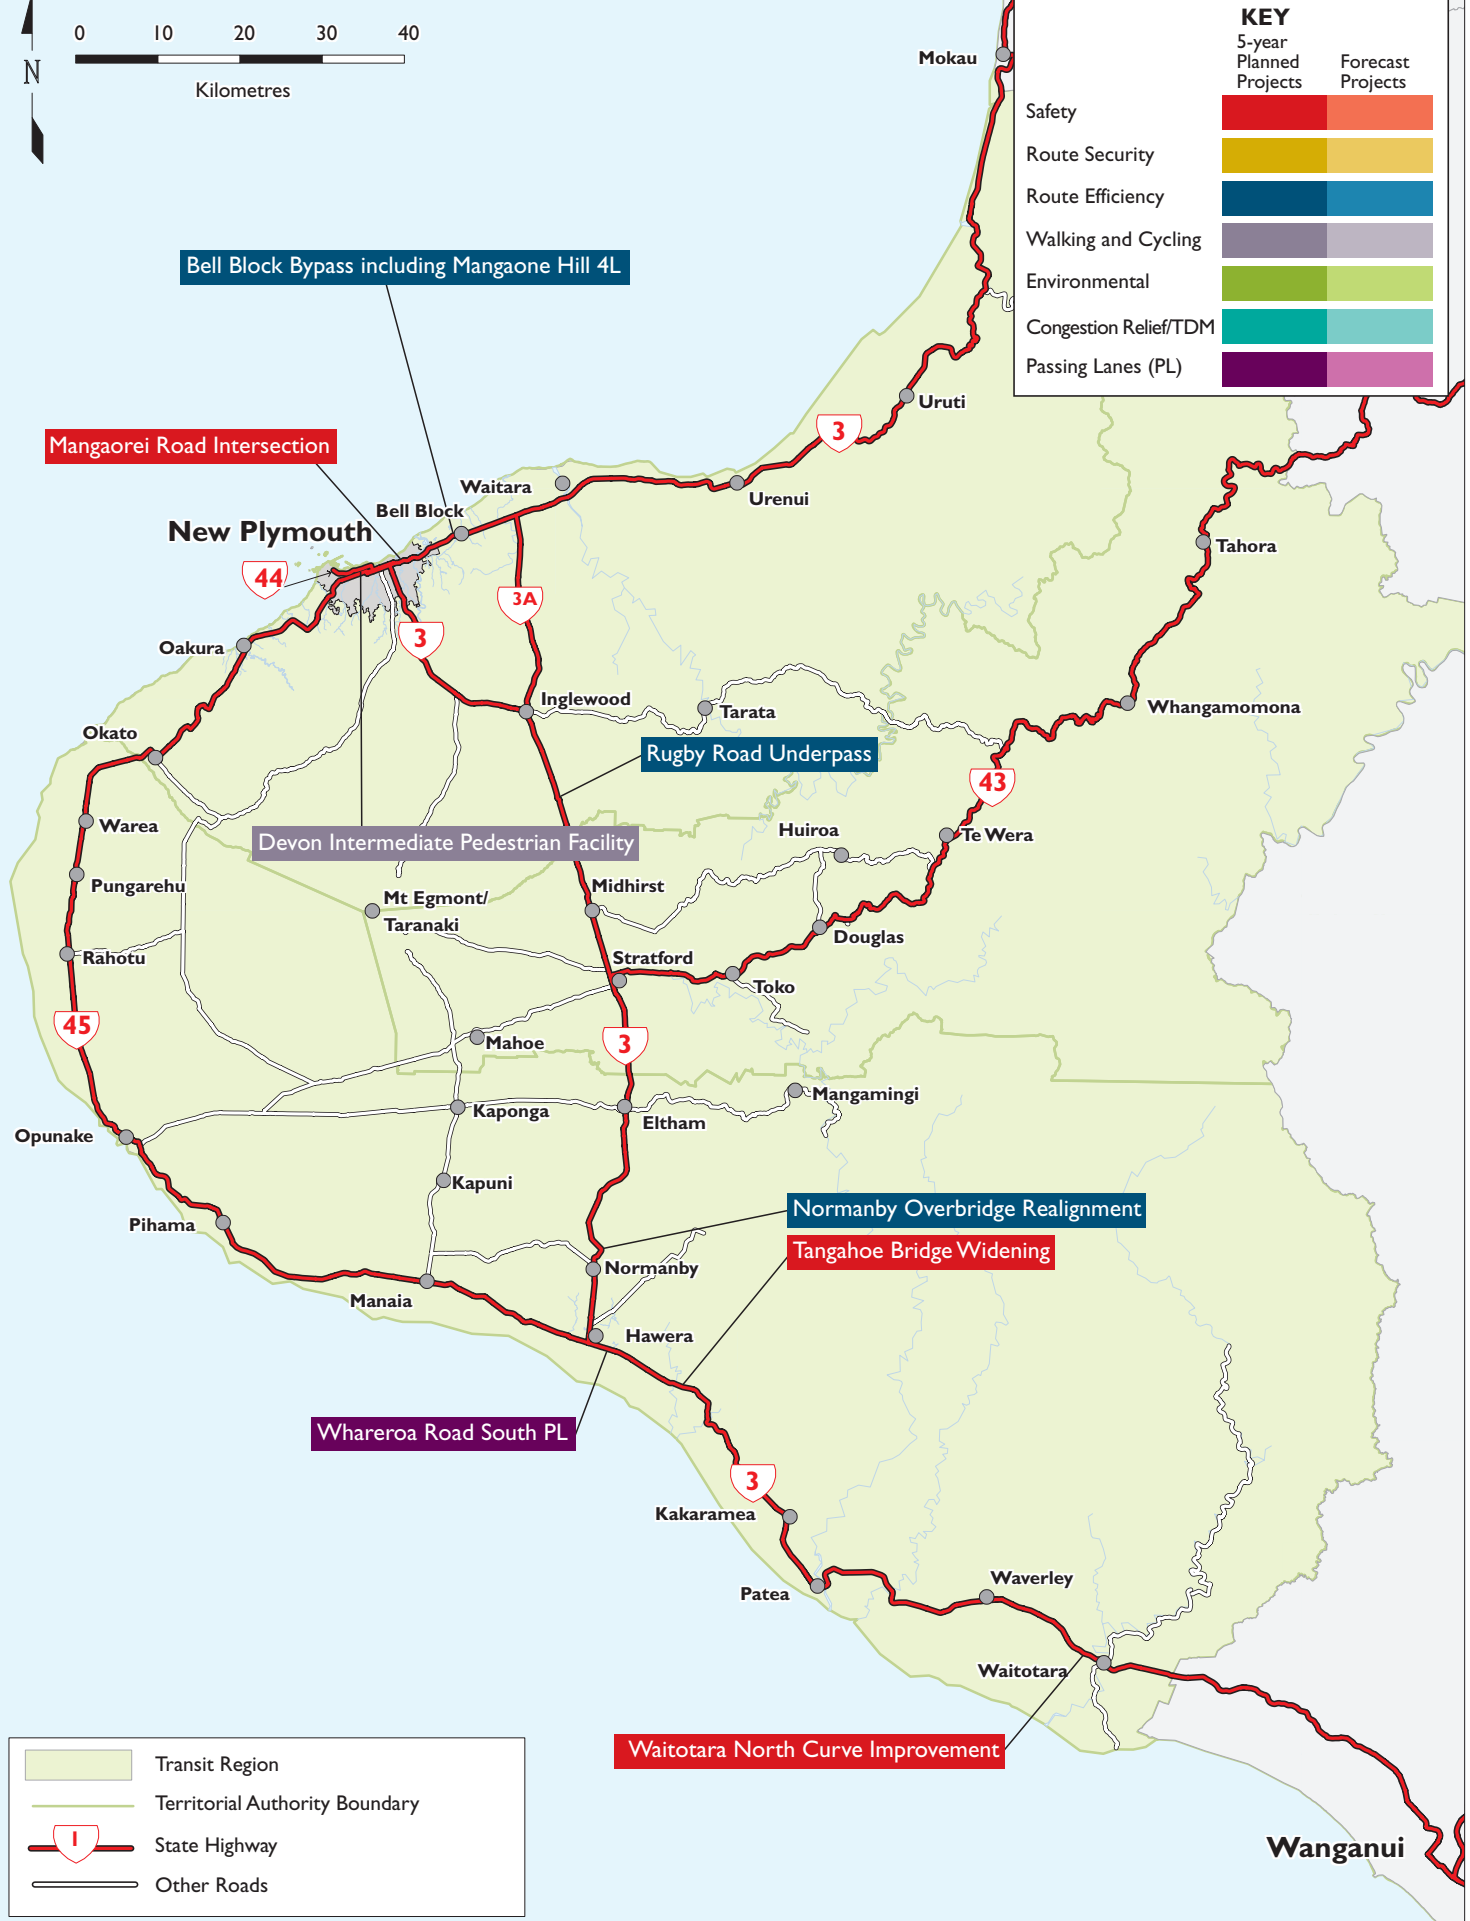 0 10 20 30 40
Kilometres
N
KEY
5-year
Planned
Projects
Forecast
Projects
Safety
Route Security
Route Efficiency
Walking and Cycling
Environmental
Congestion Relief/TDM
Passing Lanes (PL)
Mokau
Bell Block Bypass including Mangaone Hill 4L
Uruti
3
Mangaorei Road Intersection
Waitara
Urenui
Bell Block
New Plymouth
Tahora
44
3A
3
Oakura
Inglewood
Tarata
Whangamomona
Okato
Rugby Road Underpass
43
Warea
Huiroa
Te Wera
Devon Intermediate Pedestrian Facility
Pungarehu
Midhirst
Mt Egmont/
Taranaki
Douglas
Rahotu
Stratford
Toko
45
Mahoe
3
Mangamingi
Kaponga
Eltham
Opunake
Kapuni
Normanby Overbridge Realignment
Pihama
Tangahoe Bridge Widening
Normanby
Manaia
Hawera
Whareroa Road South PL
3
Kakaramea
Waverley
Patea
Waitotara
Waitotara North Curve Improvement
Transit Region
Territorial Authority Boundary
1
State Highway
Other Roads
Wanganui